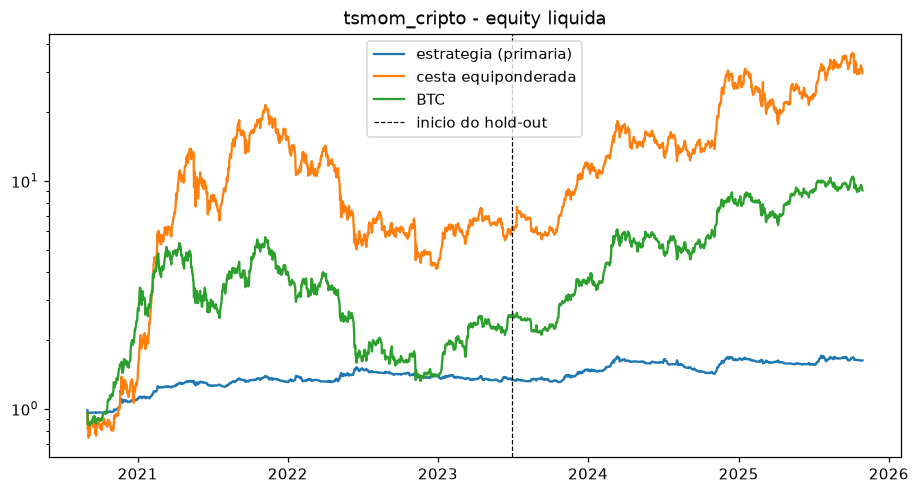 tsmom_cripto - equity liquida
estrategia (primaria)
cesta equiponderada
BTC
inicio do hold-out
10¹
10⁰
2021
2022
2023
2024
2025
2026